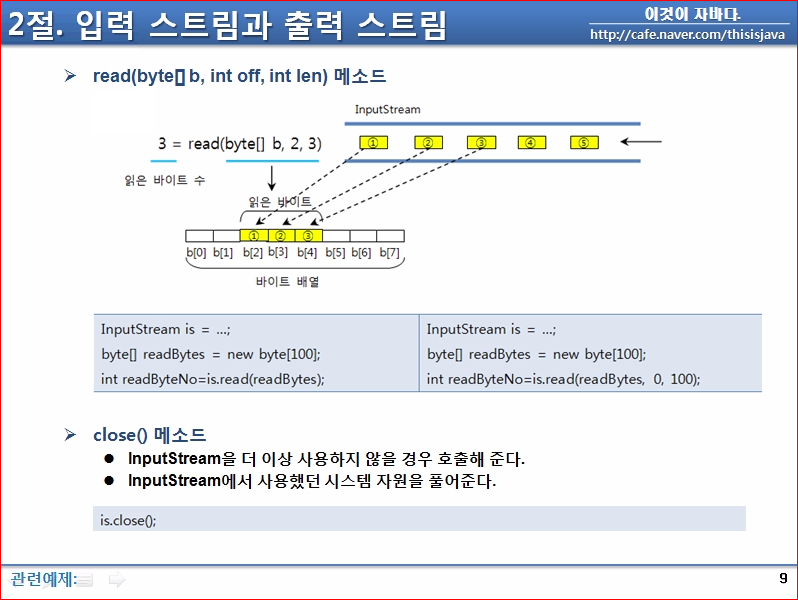 2절. 입력 스트림과 출력 스트림
이것이 자바다.
http://cafe.naver.com/thisisjava
read(byte[] b, int off, int len) 메소드
InputStream
3 = read(byte[] b, 2, 3)
① ② ③ ④ ⑤
읽은 바이트 수
읽은 바이트
① ② ③
b[0] b[1] b[2] b[3] b[4] b[5] b[6] b[7]
바이트 배열
InputStream is = ...;
byte[] readBytes = new byte[100];
int readByteNo=is.read(readBytes);
InputStream is = ...;
byte[] readBytes = new byte[100];
int readByteNo=is.read(readBytes, 0, 100);
close() 메소드
InputStream을 더 이상 사용하지 않을 경우 호출해 준다.
InputStream에서 사용했던 시스템 자원을 풀어준다.
is.close();
관련예제:
9